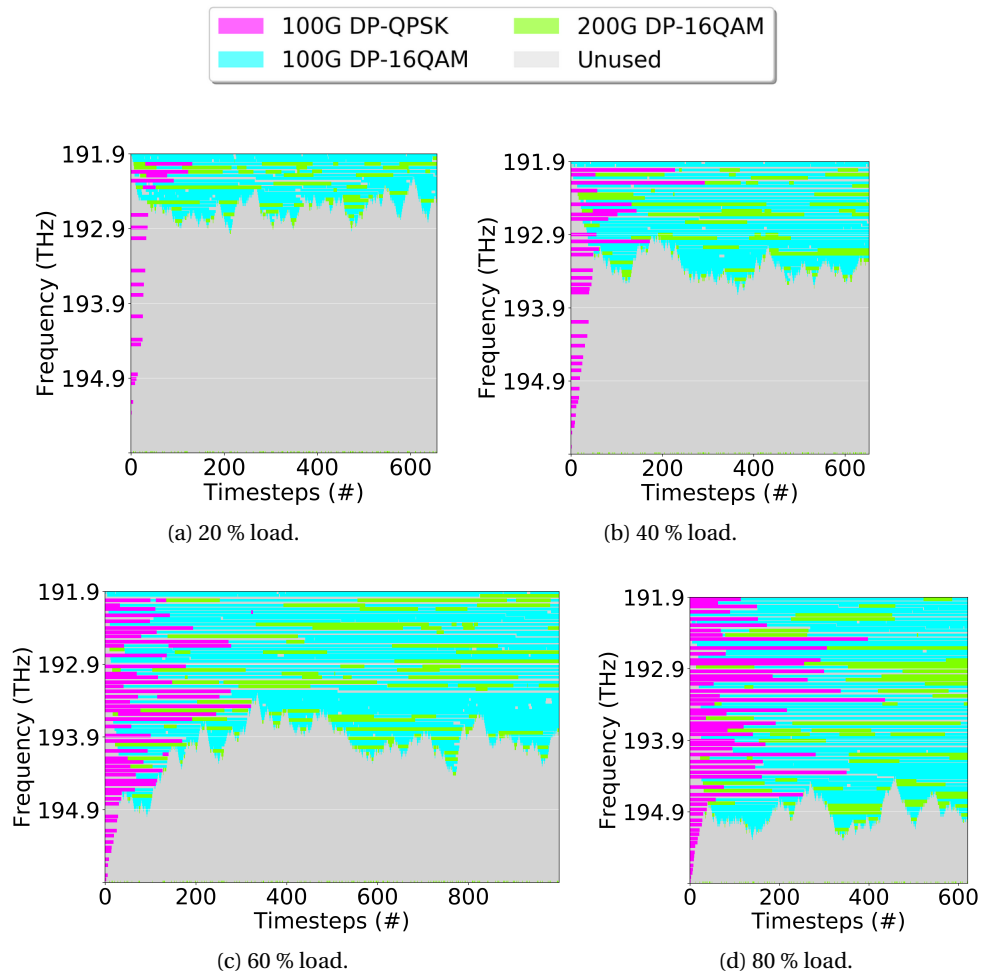 100G DP-QPSK 200G DP-16QAM
100G DP-16QAM Unused
191.9
192.9
193.9
194.9
Frequency (THz)
0 200 400 600
Timesteps (#)
(a) 20 % load.
191.9
192.9
193.9
194.9
Frequency (THz)
0 200 400 600
Timesteps (#)
(b) 40 % load.
191.9
192.9
193.9
194.9
Frequency (THz)
0 200 400 600 800
Timesteps (#)
(c) 60 % load.
191.9
192.9
193.9
194.9
Frequency (THz)
0 200 400 600
Timesteps (#)
(d) 80 % load.